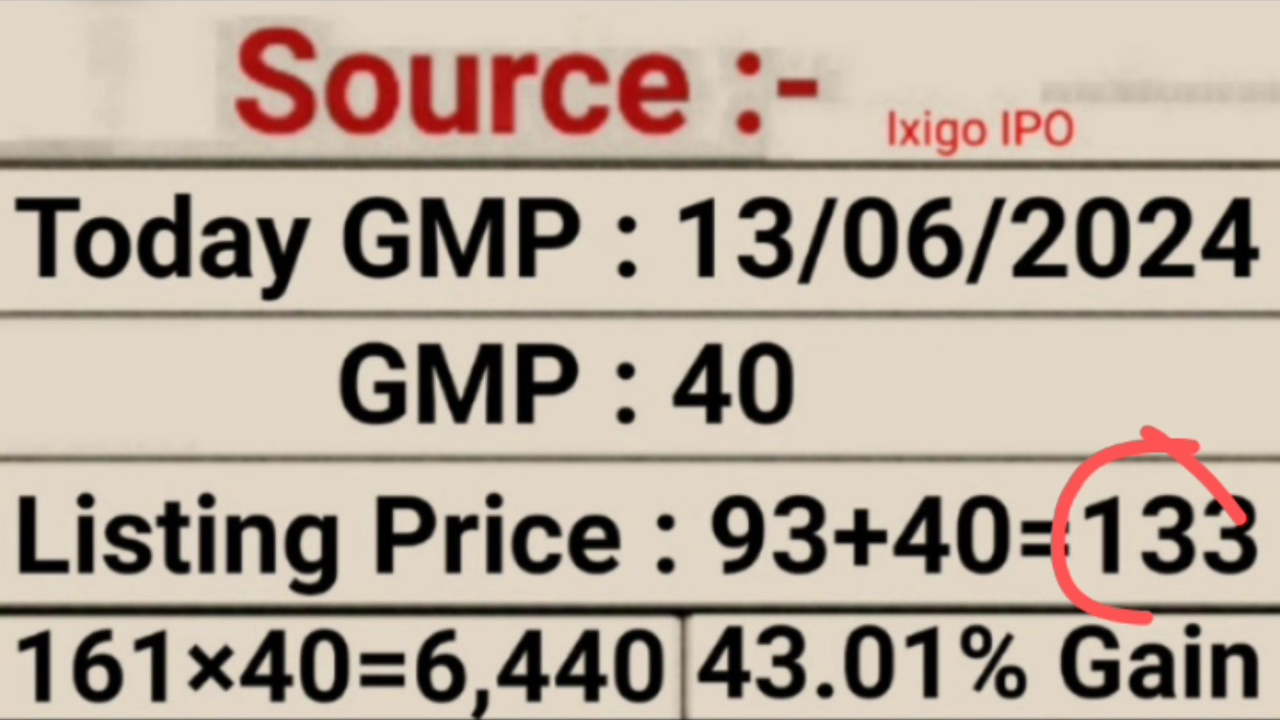 Source :- Ixigo IPO
Today GMP : 13/06/2024
GMP : 40
Listing Price : 93+40=133
161×40=6,440
43.01% Gain